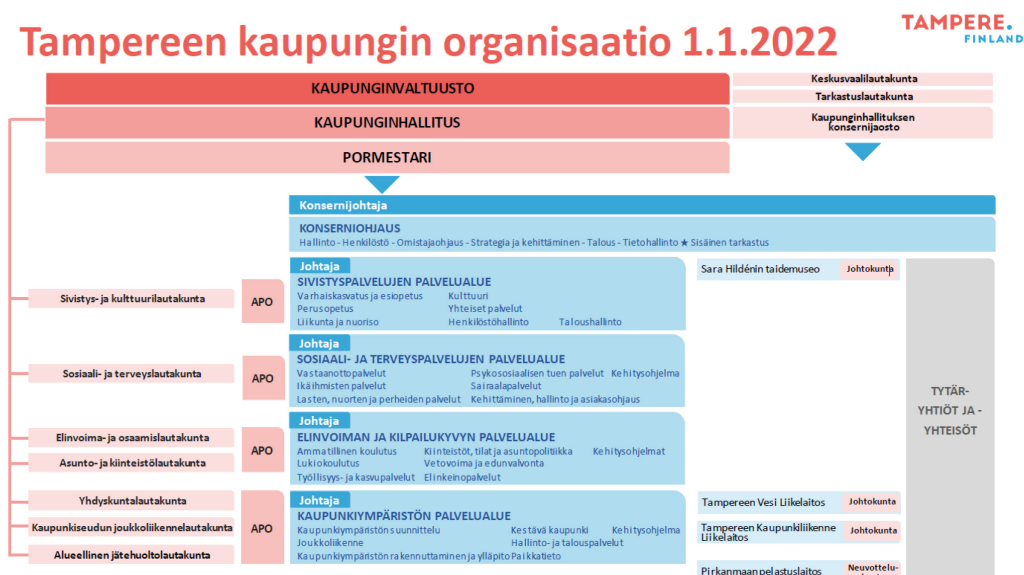 Tampereen kaupungin organisaatio 1.1.2022
TAMPERE.
FINLAND
KAUPUNGINVALTUUSTO
Keskusvaalilautakunta
Tarkastuslautakunta
KAUPUNGINHALLITUS
Kaupunginhallituksen
konsernijaosto
PORMESTARI
Konsernijohtaja
KONSERNIOHJAUS
Hallinto - Henkilöstö - Omistajaohjaus - Strategia ja kehittäminen - Talous - Tietohallinto ★ Sisäinen tarkastus
Sivistys- ja kulttuurilautakunta
APO
Johtaja
SIVISTYSPALVELUJEN PALVELUALUE
Varhaiskasvatus ja esiopetus Kulttuuri
Perusopetus Yhteiset palvelut
Liikunta ja nuoriso Henkilöstöhallinto Taloushallinto
Sara Hildénin taidemuseo Johtokunta
Sosiaali- ja terveyslautakunta
APO
Johtaja
SOSIAALI- JA TERVEYSPALVELUJEN PALVELUALUE
Vastaanottopalvelut Psykososiaalisen tuen palvelut Kehitysohjelma
Ikäihmisten palvelut Sairaalapalvelut
Lasten, nuorten ja perheiden palvelut Kehittäminen, hallinto ja asiakasohjaus
TYTÄR-
YHTIÖT JA -
YHTEISÖT
Elinvoima- ja osaamislautakunta
Asunto- ja kiinteistölautakunta
APO
Johtaja
ELINVOIMAN JA KILPAILUKYVYN PALVELUALUE
Ammatillinen koulutus Kiinteistöt, tilat ja asuntopolitiikka Kehitysohjelmat
Lukiokoulutus Vetovoima ja edunvalvonta
Työllisyys- ja kasvupalvelut Elinkeinopalvelut
Yhdyskuntalautakunta
Kaupunkiseudun joukkoliikennelautakunta
Alueellinen jätehuoltolautakunta
APO
Johtaja
KAUPUNKIYMPÄRISTÖN PALVELUALUE
Kaupunkiympäristön suunnittelu Kestävä kaupunki Kehitysohjelma
Joukkoliikenne Hallinto- ja talouspalvelut
Kaupunkiympäristön rakennuttaminen ja ylläpito Paikkatieto
Tampereen Vesi Liikelaitos Johtokunta
Tampereen Kaupunkiliikenne
Liikelaitos
Johtokunta
Pirkanmaan pelastuslaitos
Neuvottelu-